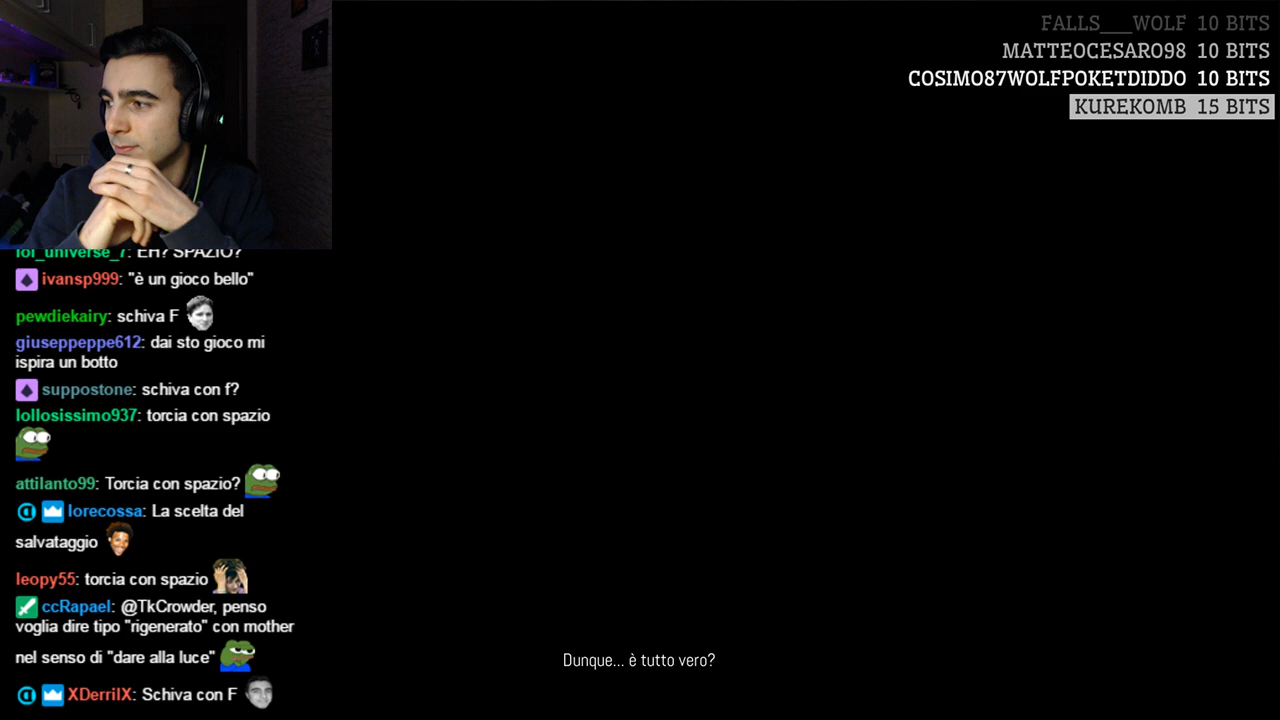 FALLS___WOLF 10 BITS
MATTEOCESARO98 10 BITS
COSIMO87WOLFPOKETDIDDO 10 BITS
KUREKOMB 15 BITS
lol_universe_7: EH? SPAZIO?
ivansp999: "è un gioco bello"
pewdiekairy: schiva F
giuseppeppe612: dai sto gioco mi
ispira un botto
suppostone: schiva con f?
lollosissimo937: torcia con spazio
attilanto99: Torcia con spazio?
lorecossa: La scelta del
salvataggio
leopy55: torcia con spazio
ccRapael: @TkCrowder, penso
voglia dire tipo "rigenerato" con mother
nel senso di "dare alla luce"
XDerrilX: Schiva con F
Dunque... è tutto vero?